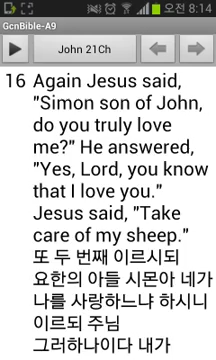 오후 8:14
GcnBible-A9
John 21Ch
16 Again Jesus said,
"Simon son of John,
do you truly love
me?" He answered,
"Yes, Lord, you know
that I love you."
Jesus said, "Take
care of my sheep."
또 두 번째 이르시되
요한의 아들 시몬아 네가
나를 사랑하느냐 하시니
이르되 주님
그러하나이다 내가